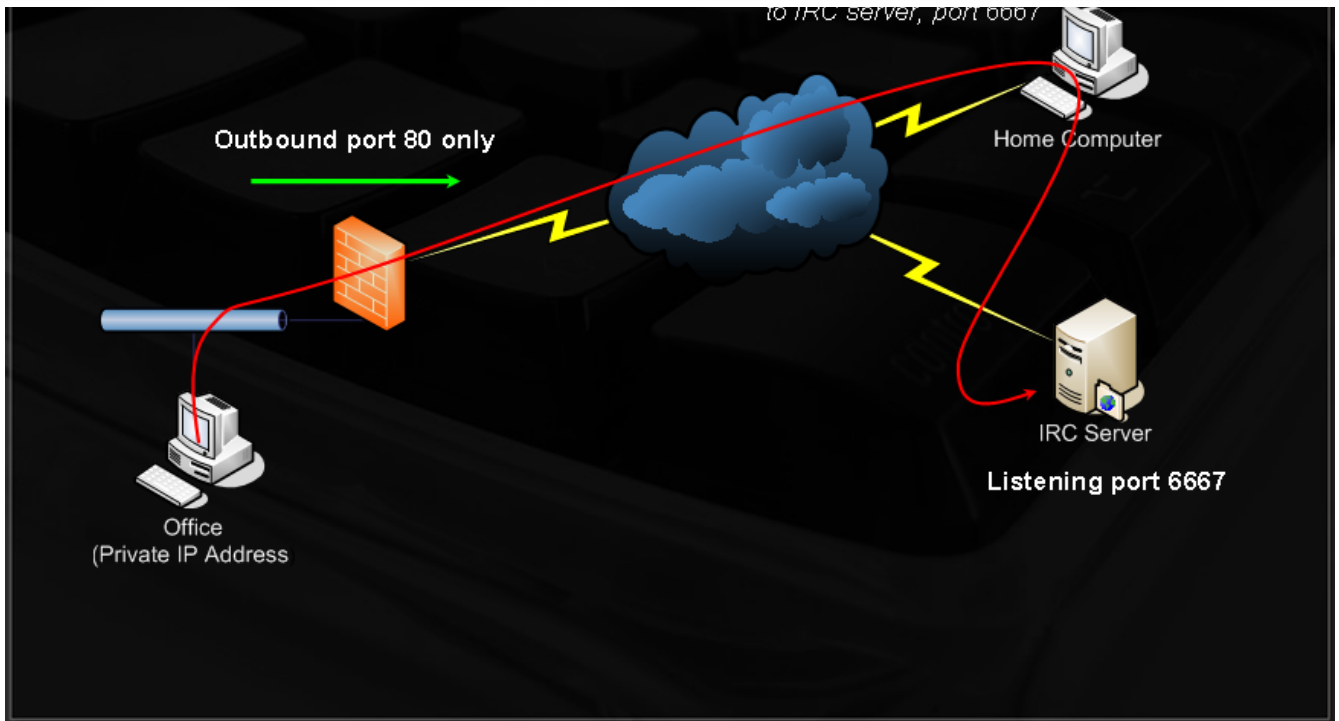 to IRC server, port 6667
Outbound port 80 only
Home Computer
IRC Server
Listening port 6667
Office
(Private IP Address